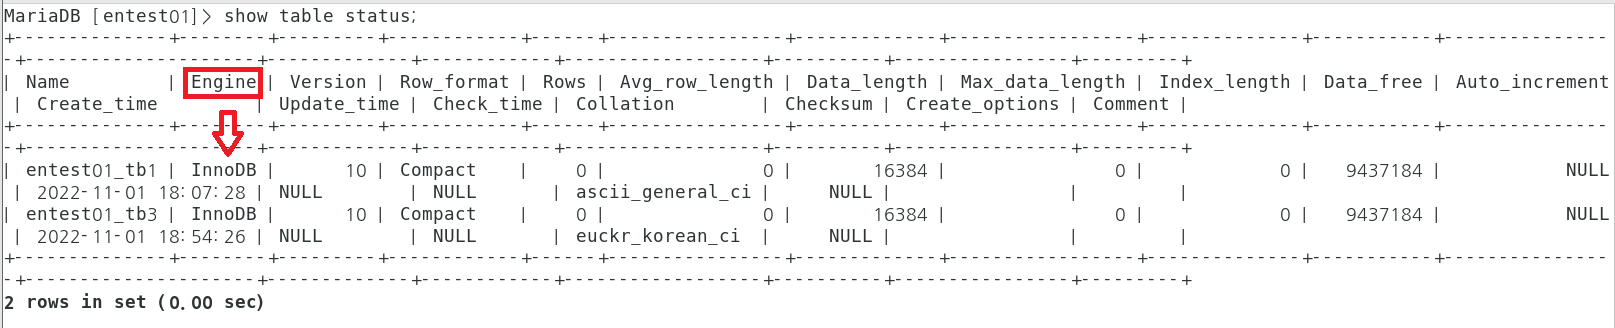 MariaDB [entest01]> show table status;
+---------------+--------+---------+------------+------+----------------+-------------+-----------------+--------------+-----------+----------------
-+---------------------+-------------+------------+-----------------+----------+----------------+---------+
| Name          | Engine | Version | Row_format | Rows | Avg_row_length | Data_length | Max_data_length | Index_length | Data_free | Auto_increment
 | Create_time         | Update_time | Check_time | Collation        | Checksum | Create_options | Comment |
+---------------+--------+---------+------------+------+----------------+-------------+-----------------+--------------+-----------+----------------
-+---------------------+-------------+------------+-----------------+----------+----------------+---------+
| entest01_tb1 | InnoDB |      10 | Compact    |    0 |              0 |       16384 |               0 |            0 |   9437184 |           NULL
 | 2022-11-01 18:07:28 | NULL        | NULL       | ascii_general_ci |     NULL |                |         |
| entest01_tb3 | InnoDB |      10 | Compact    |    0 |              0 |       16384 |               0 |            0 |   9437184 |           NULL
 | 2022-11-01 18:54:26 | NULL        | NULL       | euckr_korean_ci  |     NULL |                |         |
+---------------+--------+---------+------------+------+----------------+-------------+-----------------+--------------+-----------+----------------
-+---------------------+-------------+------------+-----------------+----------+----------------+---------+
2 rows in set (0.00 sec)